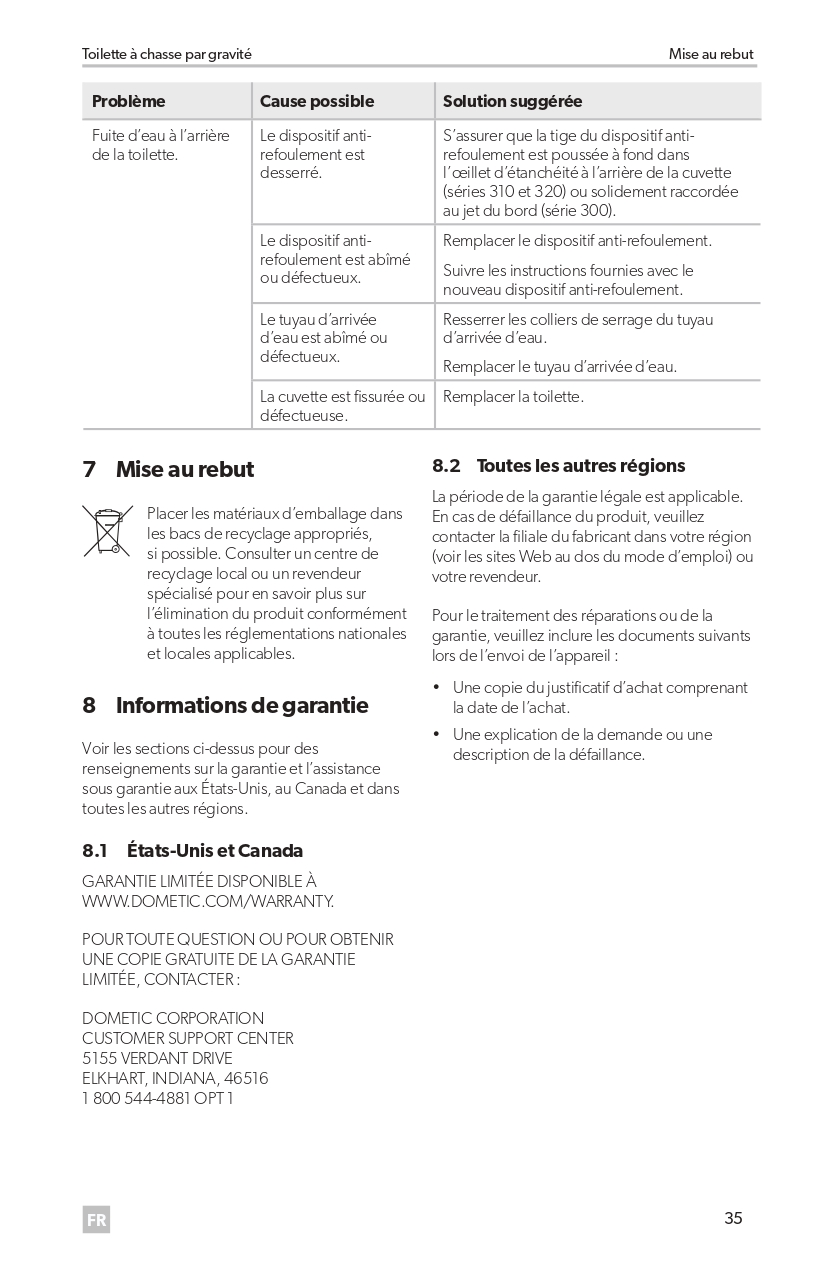 Toilette à chasse par gravité
Mise au rebut
Problème
Cause possible
Solution suggérée
Fuite d’eau à l’arrière
de la toilette.
Le dispositif anti-
refoulement est
desserré.
S’assurer que la tige du dispositif anti-
refoulement est poussée à fond dans
l’œillet d’étanchéité à l’arrière de la cuvette
(séries 310 et 320) ou solidement raccordée
au jet du bord (série 300).
Le dispositif anti-
refoulement est abîmé
ou défectueux.
Remplacer le dispositif anti-refoulement.
Suivre les instructions fournies avec le
nouveau dispositif anti-refoulement.
Le tuyau d’arrivée
d’eau est abîmé ou
défectueux.
Resserrer les colliers de serrage du tuyau
d’arrivée d’eau.
Remplacer le tuyau d’arrivée d’eau.
La cuvette est fissurée ou
défectueuse.
Remplacer la toilette.
7 Mise au rebut
Placer les matériaux d’emballage dans
les bacs de recyclage appropriés,
si possible. Consulter un centre de
recyclage local ou un revendeur
spécialisé pour en savoir plus sur
l’élimination du produit conformément
à toutes les réglementations nationales
et locales applicables.
8 Informations de garantie
Voir les sections ci-dessus pour des
renseignements sur la garantie et l’assistance
sous garantie aux États-Unis, au Canada et dans
toutes les autres régions.
8.1 États-Unis et Canada
GARANTIE LIMITÉE DISPONIBLE À
WWW.DOMETIC.COM/WARRANTY.
POUR TOUTE QUESTION OU POUR OBTENIR
UNE COPIE GRATUITE DE LA GARANTIE
LIMITÉE, CONTACTER :
DOMETIC CORPORATION
CUSTOMER SUPPORT CENTER
5155 VERDANT DRIVE
ELKHART, INDIANA, 46516
1 800 544-4881 OPT 1
8.2 Toutes les autres régions
La période de la garantie légale est applicable.
En cas de défaillance du produit, veuillez
contacter la filiale du fabricant dans votre région
(voir les sites Web au dos du mode d’emploi) ou
votre revendeur.
Pour le traitement des réparations ou de la
garantie, veuillez inclure les documents suivants
lors de l’envoi de l’appareil :
• Une copie du justificatif d’achat comprenant
la date de l’achat.
• Une explication de la demande ou une
description de la défaillance.
FR
35